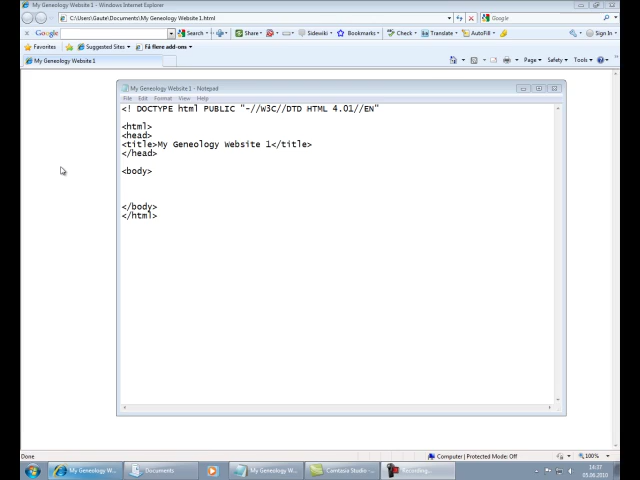 My Geneology Website 1 - Windows Internet Explorer
C:\Users\Gaute\Documents\My Geneology Website1.html
Google
x Google Search Share Sidewiki Bookmarks Check Translate AutoFill Sign In
Favorites Suggested Sites Få flere add-ons
My Geneology Website 1 Page Safety Tools
My Geneology Website 1 - Notepad
File Edit Format View Help
<! DOCTYPE html PUBLIC "-//W3C//DTD HTML 4.01//EN"
<html>
<head>
<title>My Geneology Website 1</title>
</head>
<body>
</body>
</html>
Done Computer | Protected Mode: Off 100%
My Geneology W... Documents My Geneology W... Camtasia Studio -... Recording... 14:37
05.06.2010